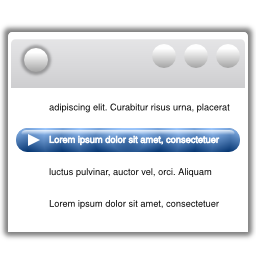 adipiscing elit. Curabitur risus urna, placerat
Lorem ipsum dolor sit amet, consectetuer
luctus pulvinar, auctor vel, orci. Aliquam
Lorem ipsum dolor sit amet, consectetuer